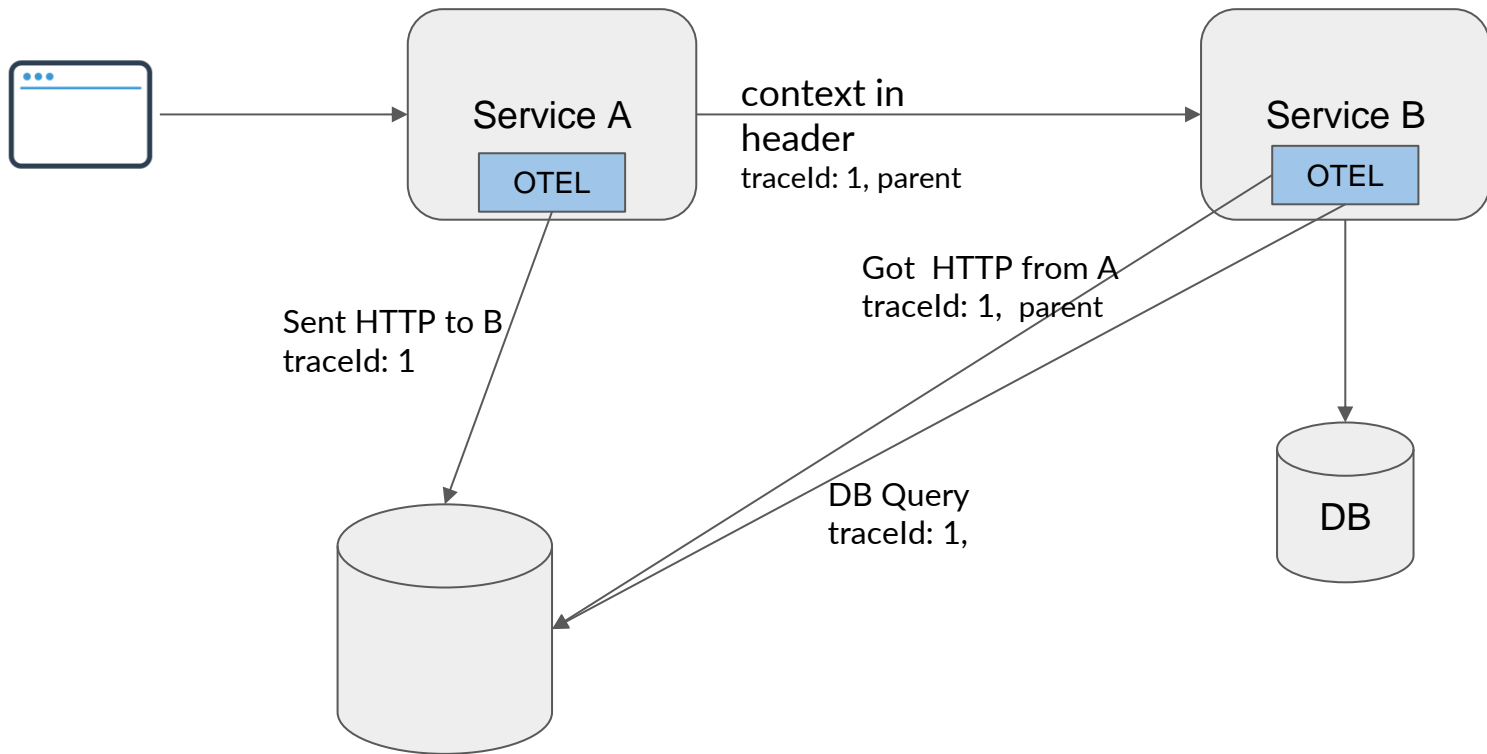 Service A
OTEL
context in
header
traceId: 1, parent
Service B
OTEL
Sent HTTP to B
traceId: 1
Got  HTTP from A
traceId: 1,  parent
DB Query
traceId: 1,
DB